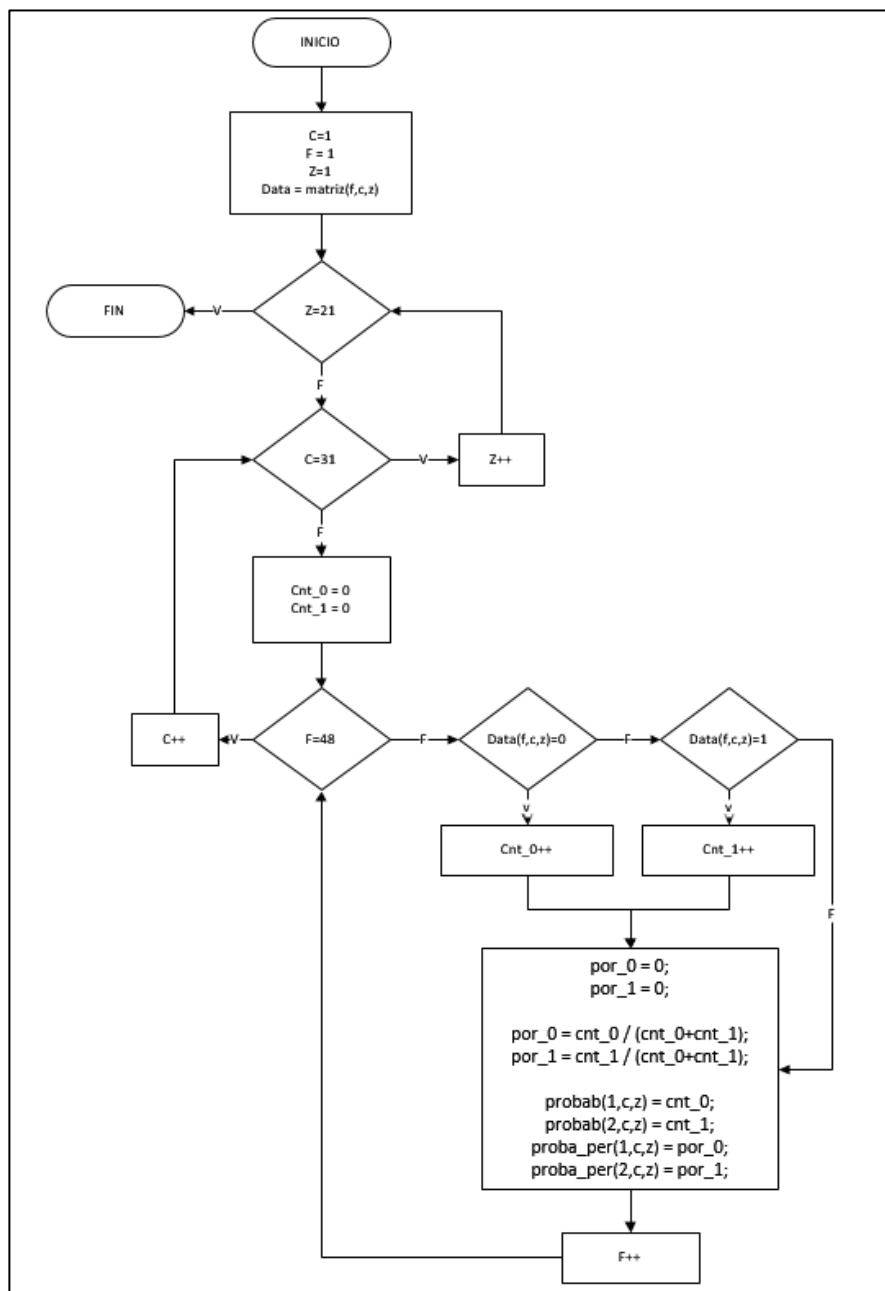 INICIO
C=1
F = 1
Z=1
Data = matriz(f,c,z)
FIN
V
Z=21
F
C=31
V
Z++
F
Cnt_0 = 0
Cnt_1 = 0
C++
V
F=48
F
Data(f,c,z)=0
F
Data(f,c,z)=1
V
V
Cnt_0++
Cnt_1++
F
por_0 = 0;
por_1 = 0;
por_0 = cnt_0 / (cnt_0+cnt_1);
por_1 = cnt_1 / (cnt_0+cnt_1);
probab(1,c,z) = cnt_0;
probab(2,c,z) = cnt_1;
proba_per(1,c,z) = por_0;
proba_per(2,c,z) = por_1;
F++